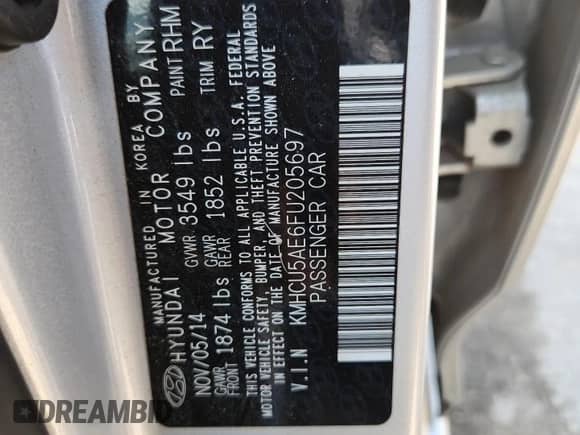 MANUFACTURED IN KOREA BY
HYUNDAI MOTOR COMPANY
NOV/05/14 GVWR 3549 lbs PAINT RHM
GAWR FRONT 1874 lbs GAWR REAR 1852 lbs TRIM RY
THIS VEHICLE CONFORMS TO ALL APPLICABLE U.S.A. FEDERAL
MOTOR VEHICLE SAFETY, BUMPER, AND THEFT PREVENTION STANDARDS
IN EFFECT ON THE DATE OF MANUFACTURE SHOWN ABOVE
V.I.N KMHCU5AE6FU205697
PASSENGER CAR
DREAMBID